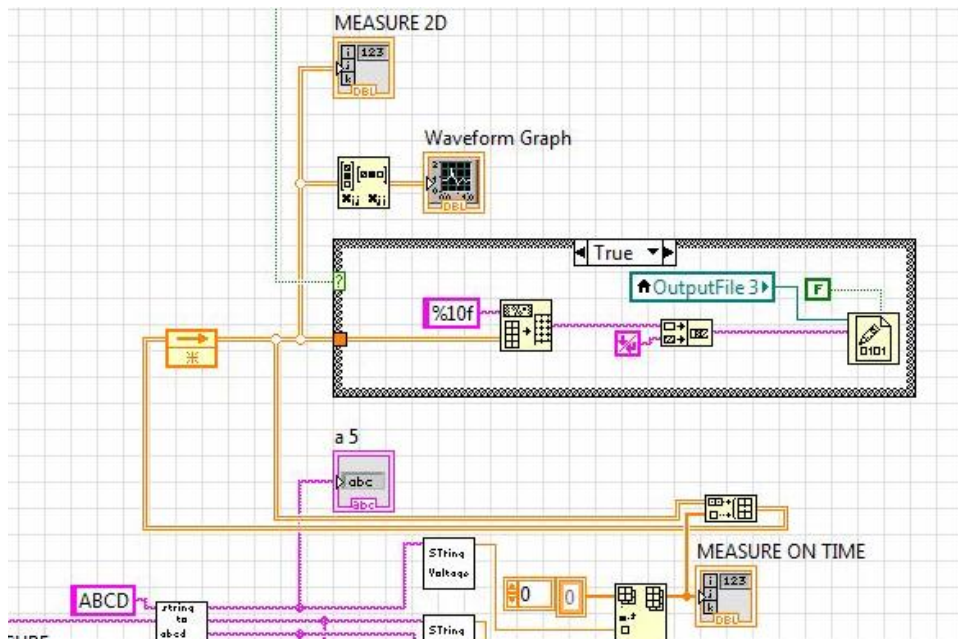 MEASURE 2D
123
DBL
Waveform Graph
DBL
True
?
OutputFile 3
F
%10f
0101
a 5
abc
abc
MEASURE ON TIME
STring
Voltage
123
DBL
0
0
ABCD
string
to
abcd
STring